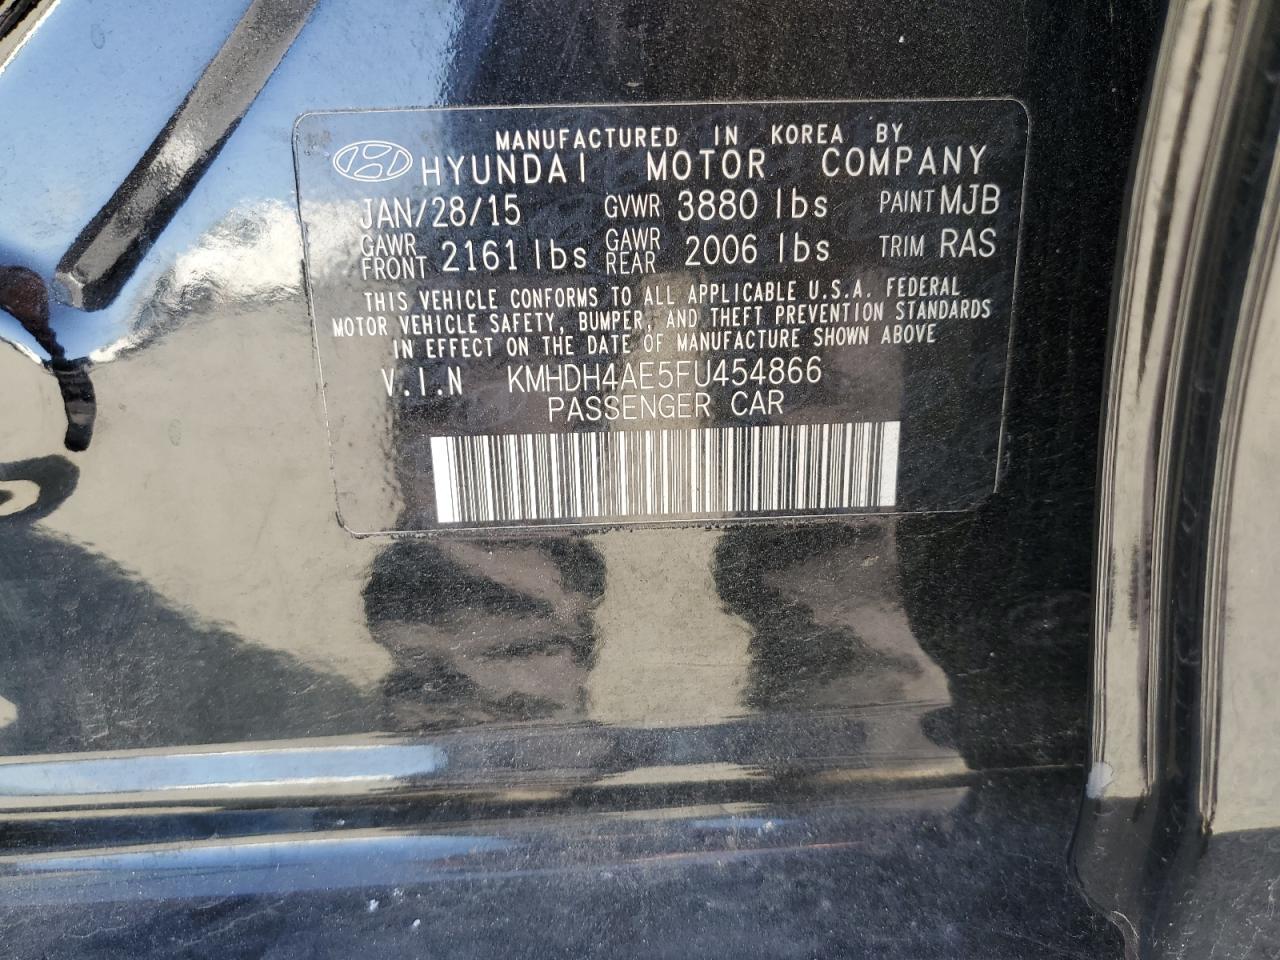 MANUFACTURED IN KOREA BY
HYUNDAI MOTOR COMPANY
JAN/28/15 GVWR 3880 lbs PAINT MJB
GAWR FRONT 2161 lbs GAWR REAR 2006 lbs TRIM RAS
THIS VEHICLE CONFORMS TO ALL APPLICABLE U.S.A. FEDERAL
MOTOR VEHICLE SAFETY, BUMPER, AND THEFT PREVENTION STANDARDS
IN EFFECT ON THE DATE OF MANUFACTURE SHOWN ABOVE
V.I.N KMHDH4AE5FU454866
PASSENGER CAR